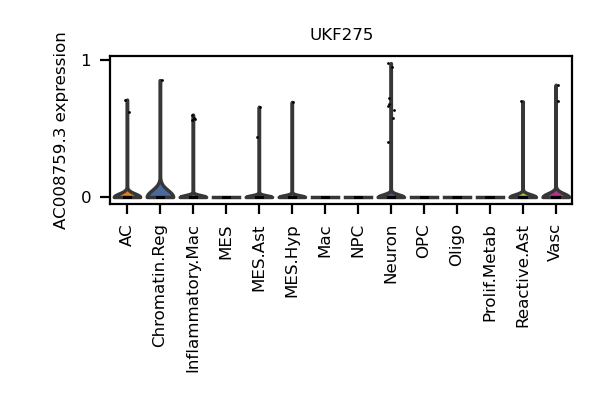 UKF275
AC008759.3 expression
1
0
AC
Chromatin.Reg
Inflammatory.Mac
MES
MES.Ast
MES.Hyp
Mac
NPC
Neuron
OPC
Oligo
Prolif.Metab
Reactive.Ast
Vasc